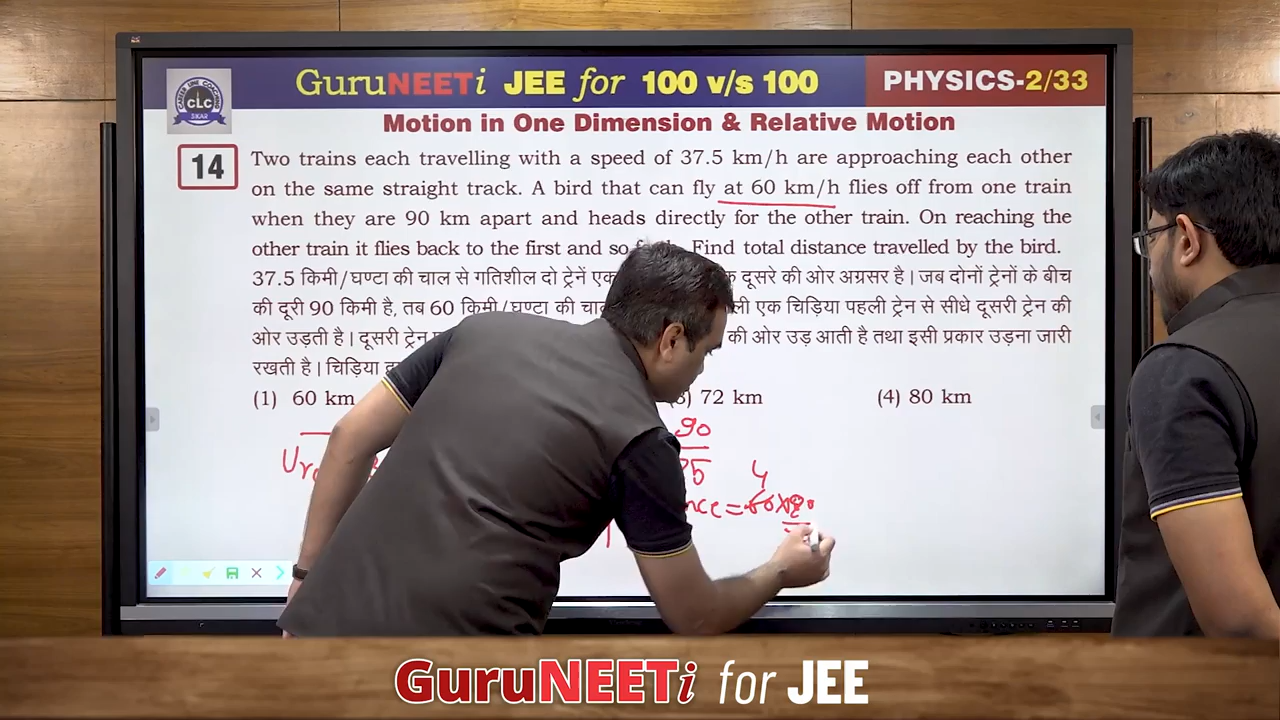 GuruNEETi JEE for 100 v/s 100
PHYSICS-2/33
CLC
SIKAR
Motion in One Dimension & Relative Motion
14
Two trains each travelling with a speed of 37.5 km/h are approaching each other
on the same straight track. A bird that can fly at 60 km/h flies off from one train
when they are 90 km apart and heads directly for the other train. On reaching the
other train it flies back to the first and so Find total distance travelled by the bird.
37.5 किमी/घण्टा की चाल से गतिशील दो ट्रेनें दूसरे की ओर अग्रसर है। जब दोनों ट्रेनों के बीच
की दूरी 90 किमी है, तब 60 किमी/घण्टा की एक चिड़िया पहली ट्रेन से सीधे दूसरी ट्रेन की
ओर उड़ती है। दूसरी ट्रेन की ओर उड़ आती है तथा इसी प्रकार उड़ना जारी
रखती है। चिड़िया
(1) 60 km
72 km
(4) 80 km
90
4
GuruNEETi for JEE